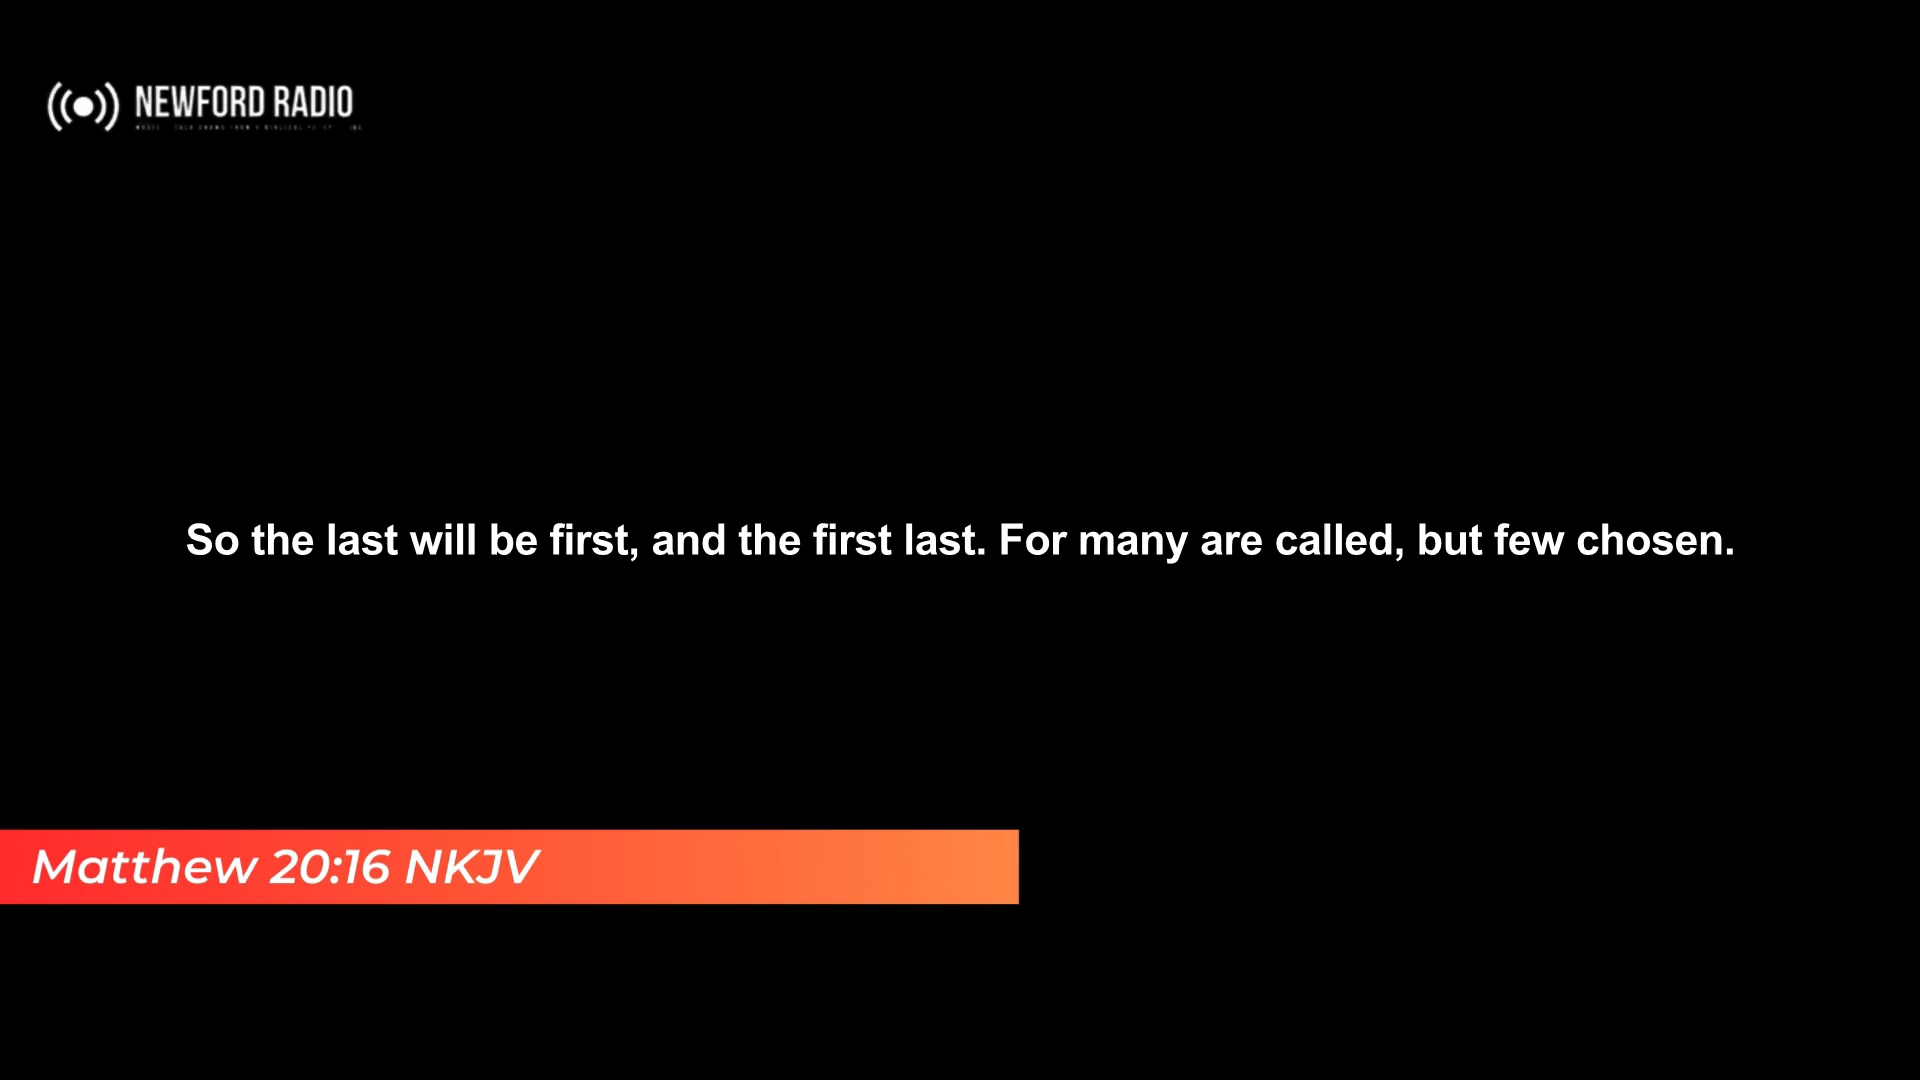 NEWFORD RADIO
So the last will be first, and the first last. For many are called, but few chosen.
Matthew 20:16 NKJV